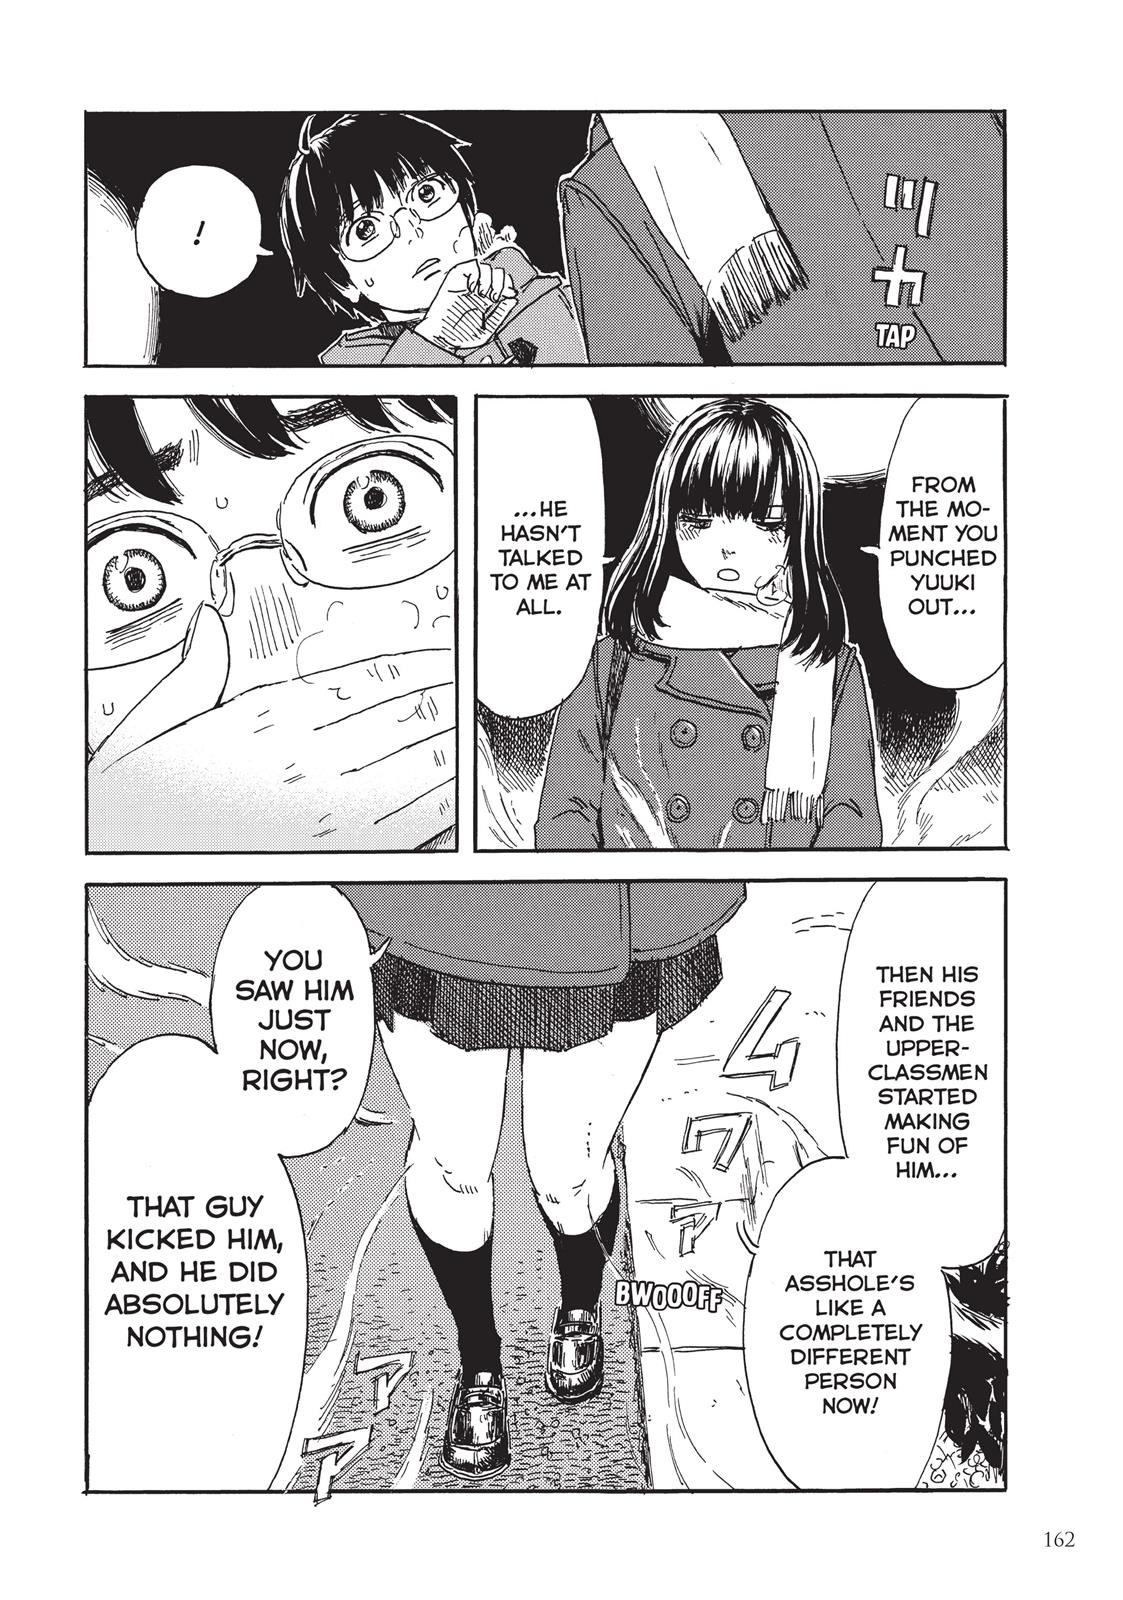 !
ツカ
TAP
FROM
THE MO-
MENT YOU
PUNCHED
YUUKI
OUT...
...HE
HASN'T
TALKED
TO ME AT
ALL.
THEN HIS
FRIENDS
AND THE
UPPER-
CLASSMEN
STARTED
MAKING
FUN OF
HIM...
THAT
ASSHOLE'S
LIKE A
COMPLETELY
DIFFERENT
PERSON
NOW!
ムワァ
BWOOOFF
YOU
SAW HIM
JUST
NOW,
RIGHT?
THAT GUY
KICKED HIM,
AND HE DID
ABSOLUTELY
NOTHING!
ァァ
162